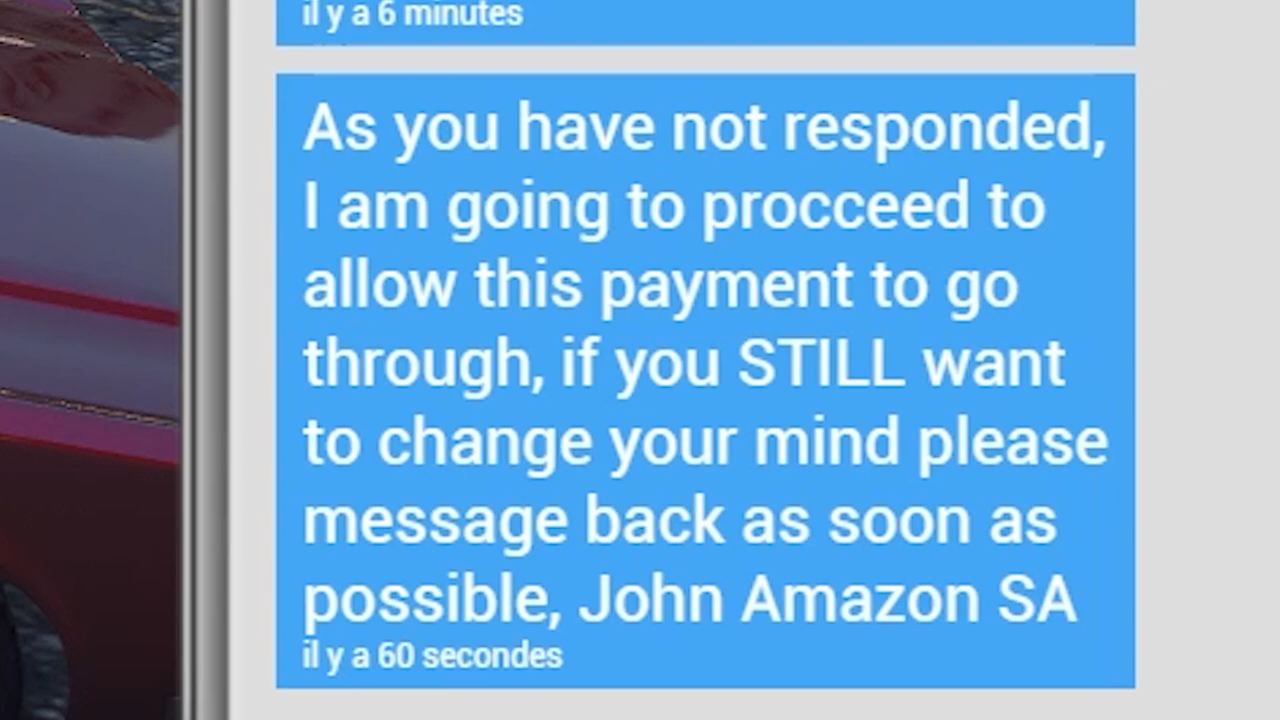 il y a 6 minutes
As you have not responded,
I am going to procceed to
allow this payment to go
through, if you STILL want
to change your mind please
message back as soon as
possible, John Amazon SA
il y a 60 secondes